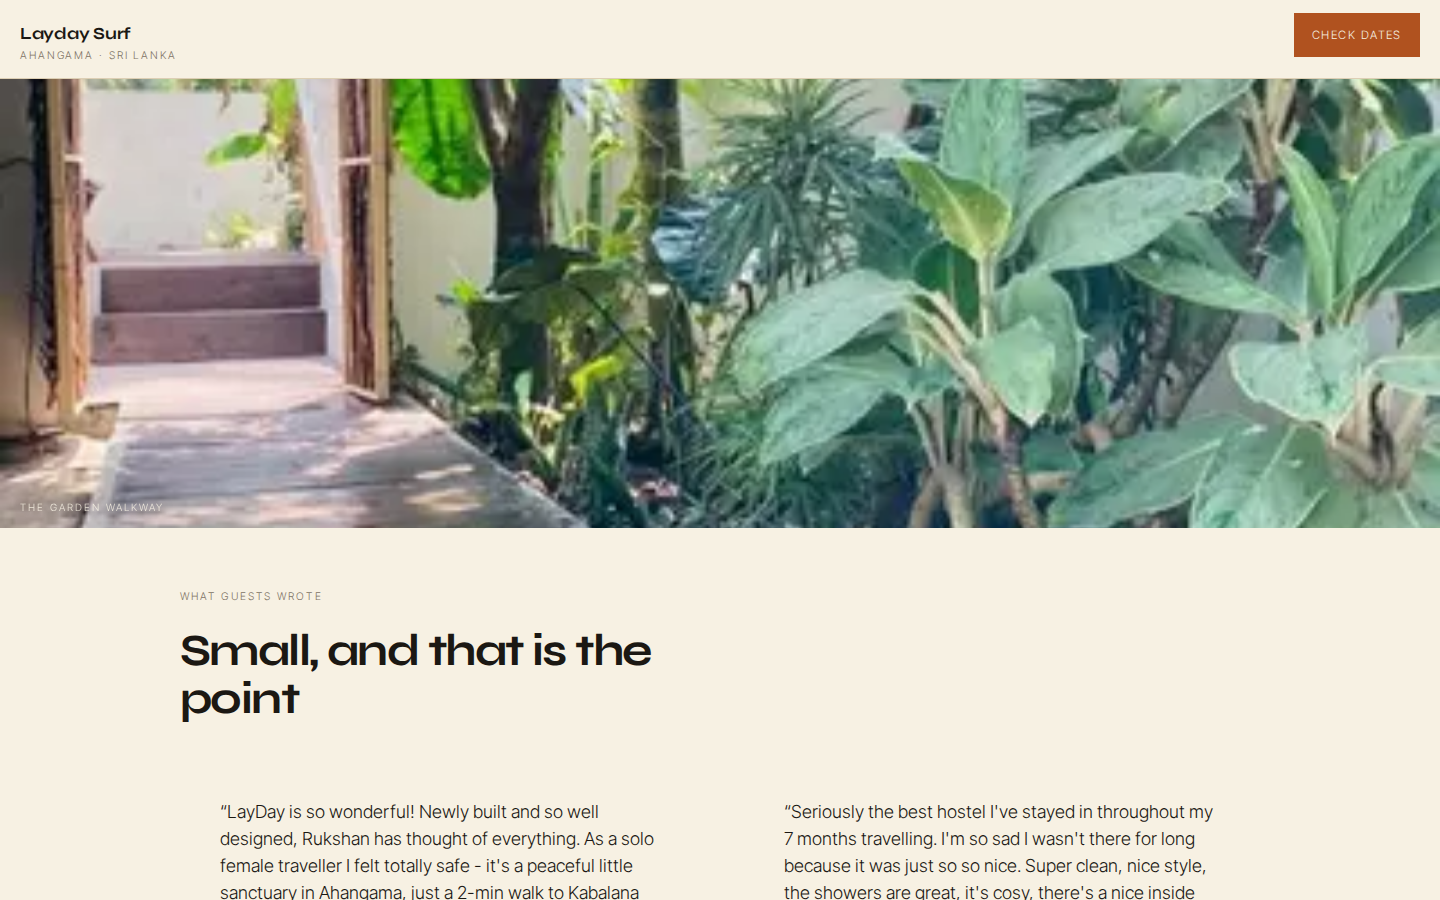 Layday Surf
AHANGAMA · SRI LANKA
CHECK DATES
THE GARDEN WALKWAY
WHAT GUESTS WROTE
Small, and that is the
point
“LayDay is so wonderful! Newly built and so well
designed, Rukshan has thought of everything. As a solo
female traveller I felt totally safe - it's a peaceful little
sanctuary in Ahangama, just a 2-min walk to Kabalana
“Seriously the best hostel I've stayed in throughout my
7 months travelling. I'm so sad I wasn't there for long
because it was just so so nice. Super clean, nice style,
the showers are great, it's cosy, there's a nice inside